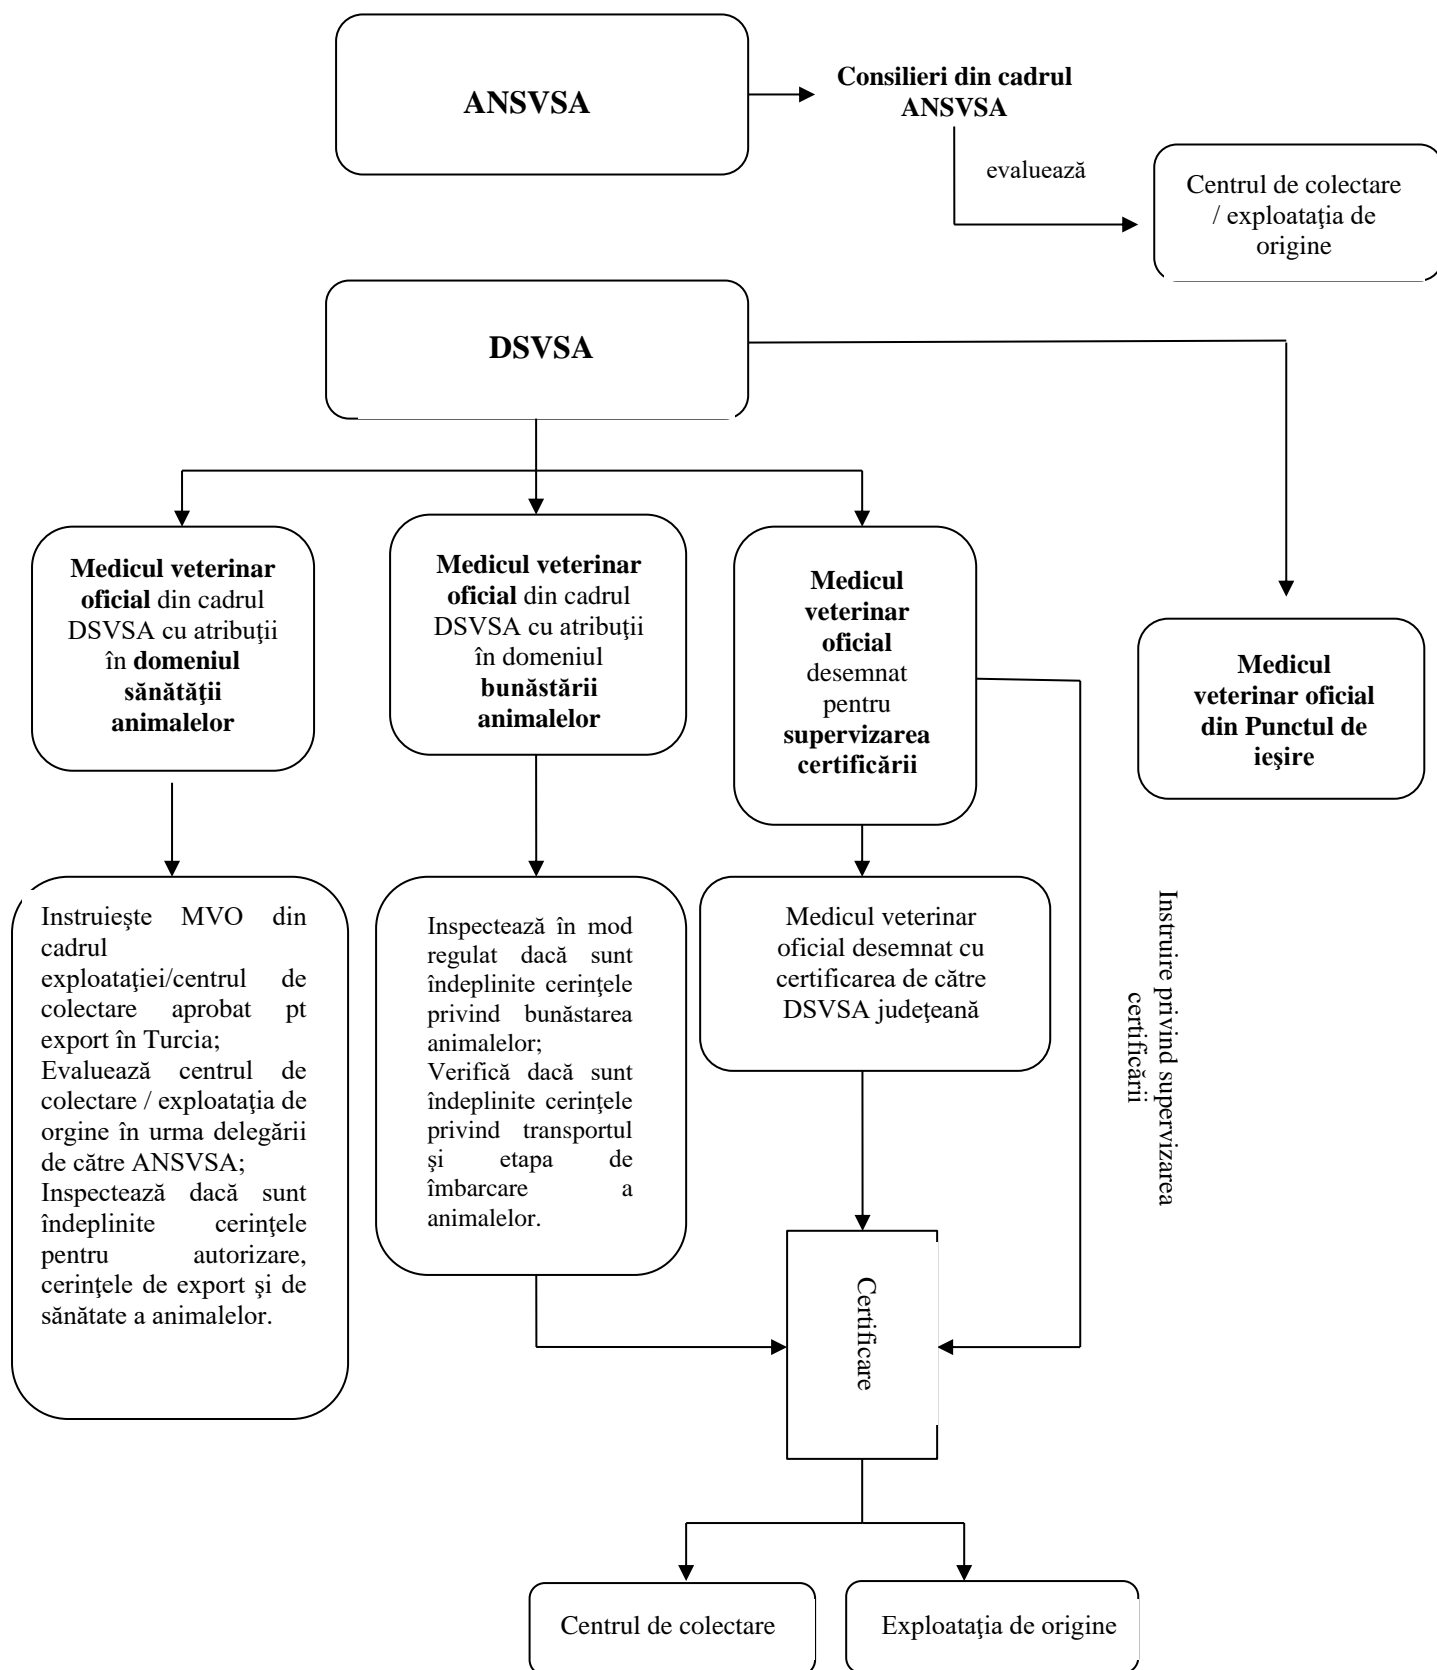 ANSVSA
Consilieri din cadrul
ANSVSA
evaluează
Centrul de colectare
/ exploataţia de
origine
DSVSA
Medicul veterinar
oficial din cadrul
DSVSA cu atribuţii
în domeniul
sănătăţii
animalelor
Medicul veterinar
oficial din cadrul
DSVSA cu atribuţii
în domeniul
bunăstării
animalelor
Medicul
veterinar
oficial
desemnat
pentru
supervizarea
certificării
Medicul
veterinar oficial
din Punctul de
ieşire
Instruieşte MVO din
cadrul
exploataţiei/centrul de
colectare aprobat pt
export în Turcia;
Evaluează centrul de
colectare / exploataţia de
orgine în urma delegării
de către ANSVSA;
Inspectează dacă sunt
îndeplinite cerinţele
pentru autorizare,
cerinţele de export şi de
sănătate a animalelor.
Inspectează în mod
regulat dacă sunt
îndeplinite cerinţele
privind bunăstarea
animalelor;
Verifică dacă sunt
îndeplinite cerinţele
privind transportul
şi etapa de
îmbarcare a
animalelor.
Medicul veterinar
oficial desemnat cu
certificarea de către
DSVSA judeţeană
Instruire privind supervizarea
certificării
Certificare
Centrul de colectare
Exploataţia de origine